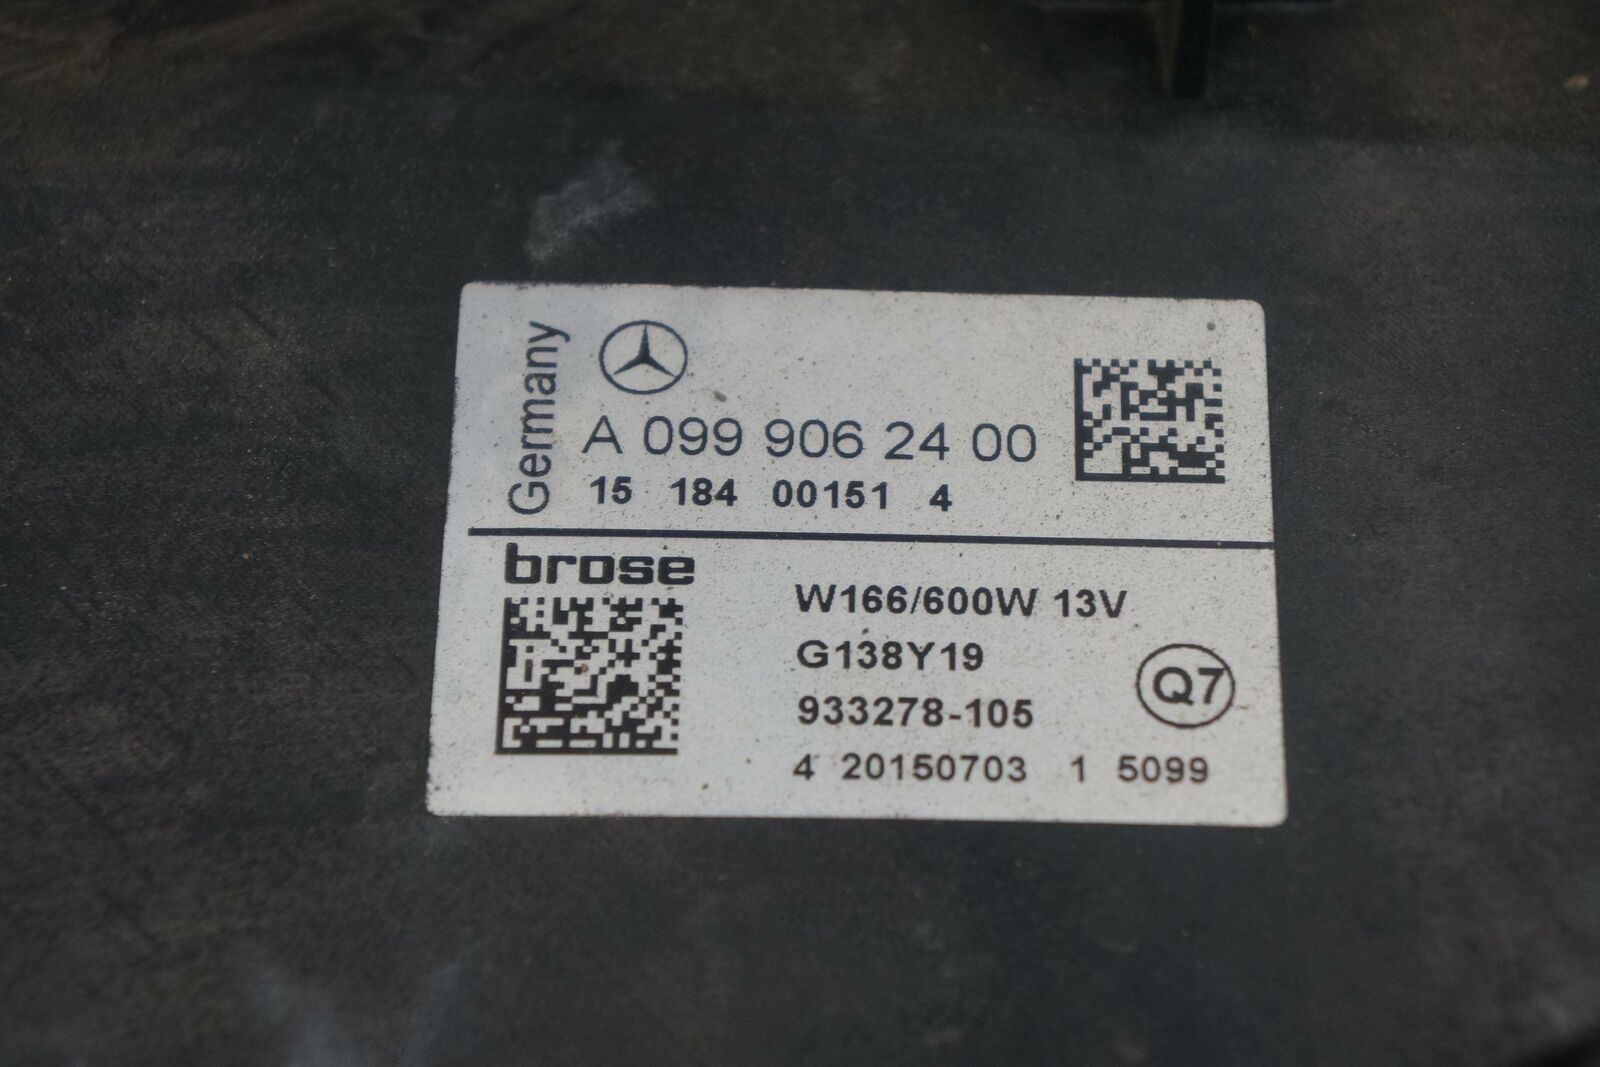 Germany
A 099 906 24 00
15 184 00151 4
brose
W166/600W 13V
G138Y19
933278-105
Q7
4 20150703 1 5099